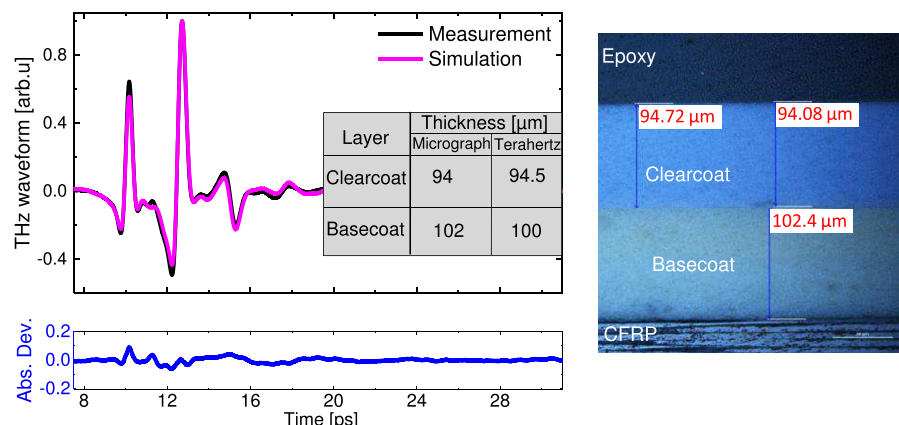 THz waveform [arb.u]
0.8
0.4
0.0
-0.4
Measurement
Simulation
Layer
Thickness [µm]
Micrograph
Terahertz
Clearcoat
94
94.5
Basecoat
102
100
Abs. Dev.
0.2
0.0
-0.2
8
12
16
20
24
28
Time [ps]
Epoxy
94.72 µm
94.08 µm
Clearcoat
102.4 µm
Basecoat
CFRP